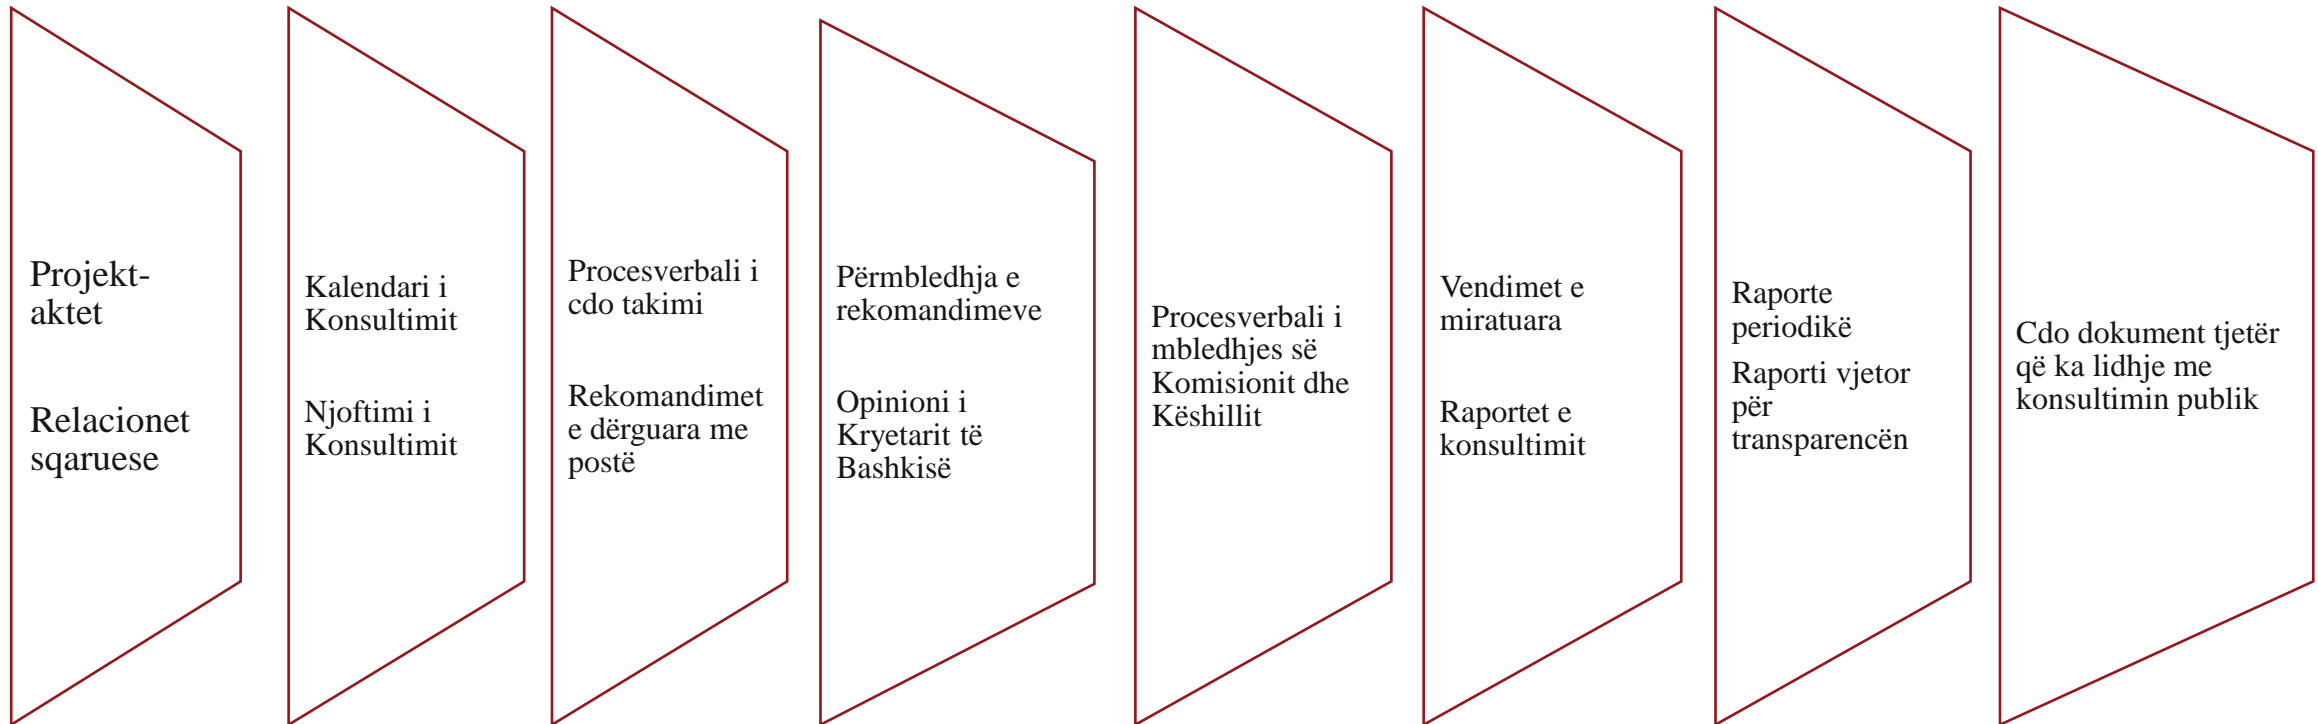 Projekt-
aktet
Relacionet
sqaruese
Kalendari i
Konsultimit
Njoftimi i
Konsultimit
Procesverbali i
cdo takimi
Rekomandimet
e dërguara me
postë
Përmbledhja e
rekomandimeve
Opinioni i
Kryetarit të
Bashkisë
Procesverbali i
mbledhjes së
Komisionit dhe
Këshillit
Vendimet e
miratuara
Raportet e
konsultimit
Raporte
periodikë
Raporti vjetor
për
transparencën
Cdo dokument tjetër
që ka lidhje me
konsultimin publik